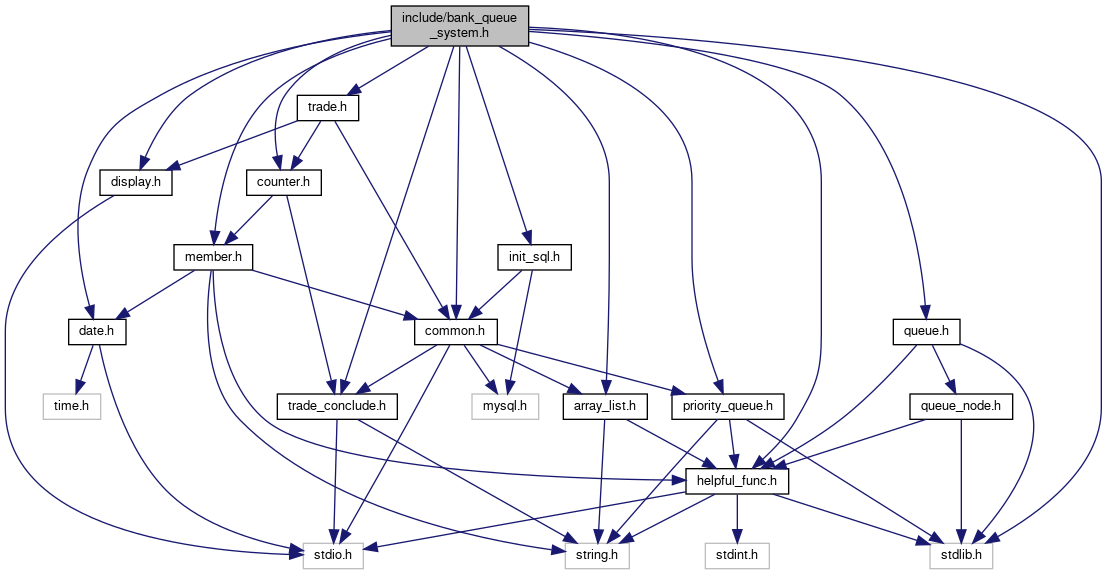 include/bank_queue
_system.h
trade.h
display.h
counter.h
member.h
init_sql.h
date.h
common.h
queue.h
time.h
trade_conclude.h
mysql.h
array_list.h
priority_queue.h
queue_node.h
helpful_func.h
stdio.h
string.h
stdint.h
stdlib.h